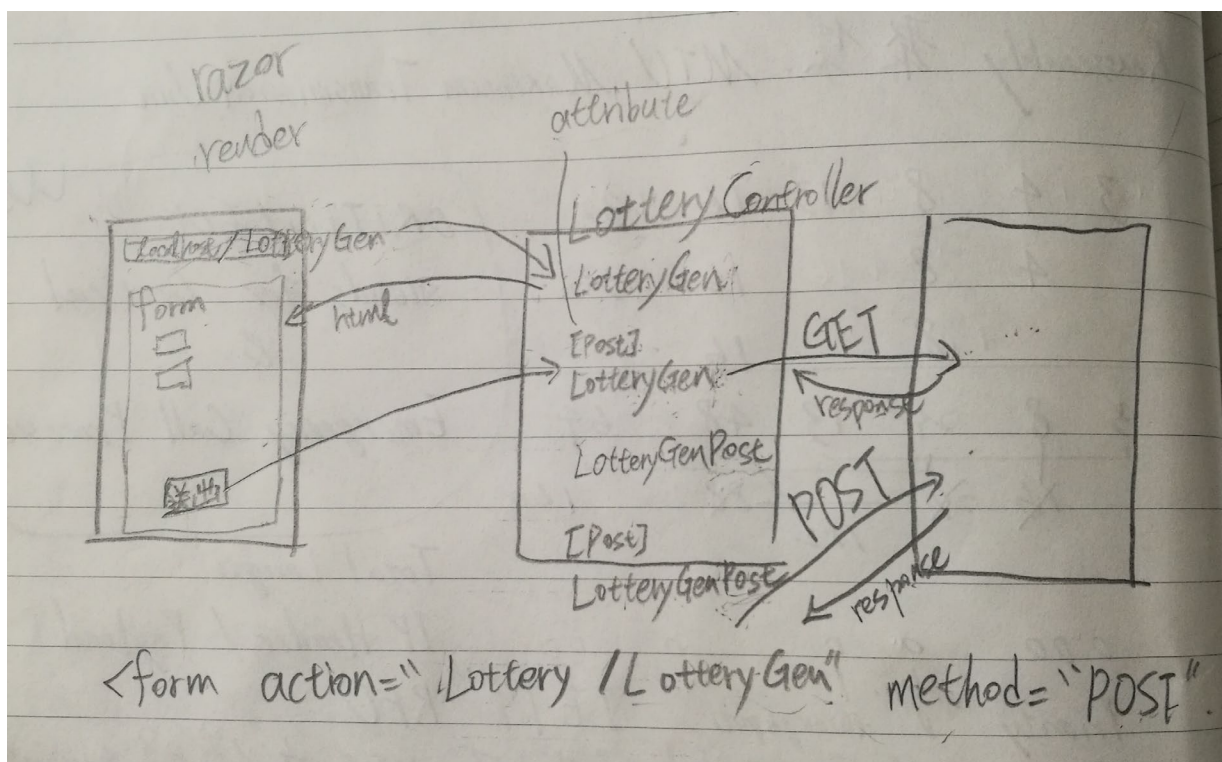 razor
render
attribute
LotteryController
localhost/LotteryGen
LotteryGen
form
html
[Post]
LotteryGen
GET
response
LotteryGenPost
送出
POST
[Post]
LotteryGenPost
response
<form action="Lottery/LotteryGen" method="POST"